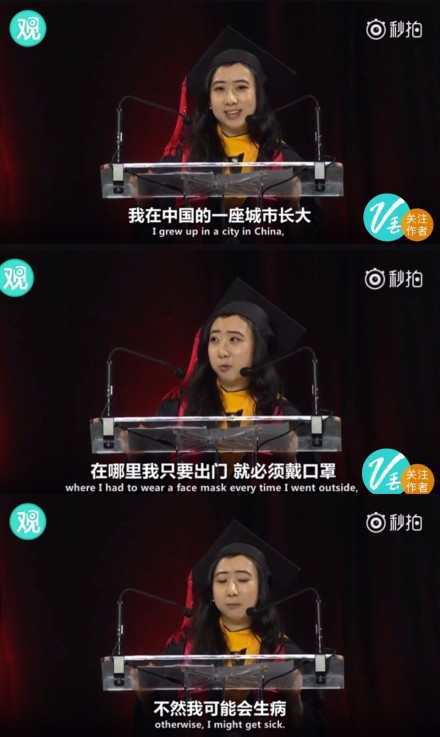 观
秒拍
我在中国的一座城市长大
I grew up in a city in China,
V丢
关注
作者
观
秒拍
在哪里我只要出门 就必须戴口罩
where I had to wear a face mask every time I went outside,
V丢
关注
作者
观
秒拍
不然我可能会生病
otherwise, I might get sick.